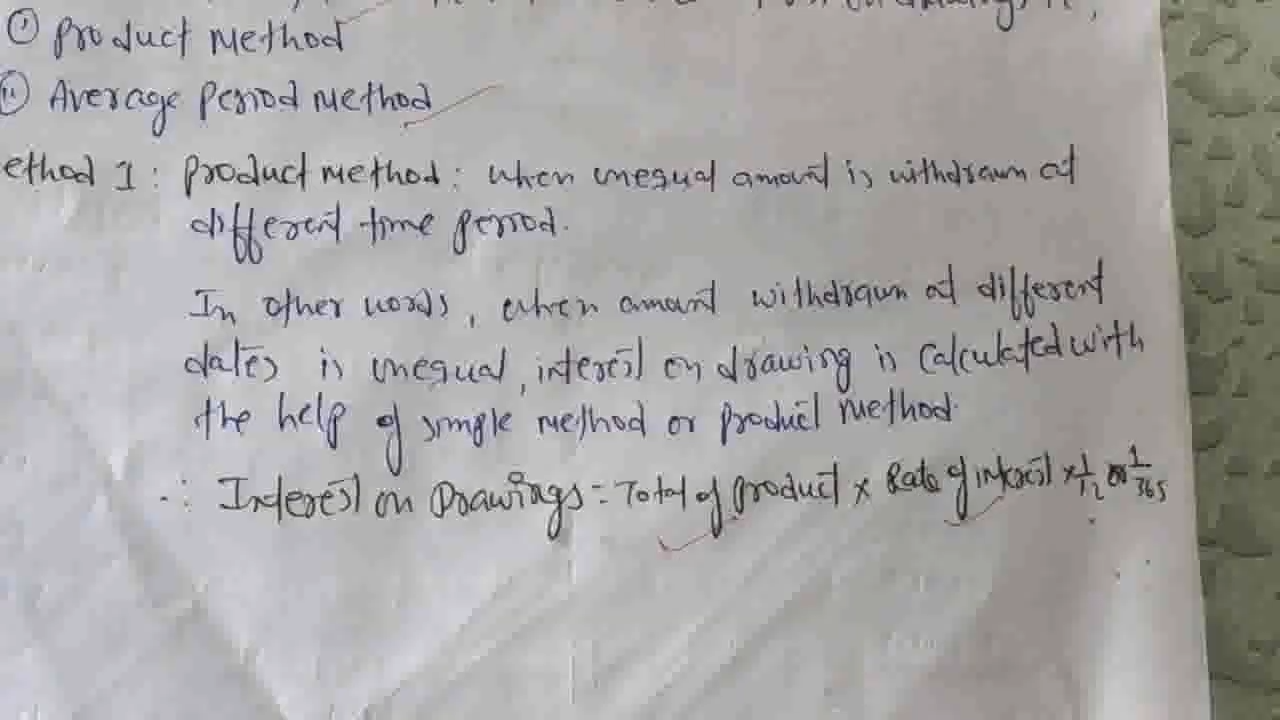 ① Product Method
② Average Period Method
ethod 1: Product method: when unequal amount is withdrawn at
different time period.
In other words, when amount withdrawn at different
dates is unequal, interest on drawing is calculated with
the help of simple method or product method.
∴ Interest on Drawings = Total of product × Rate of interest × 1/12 or 1/365